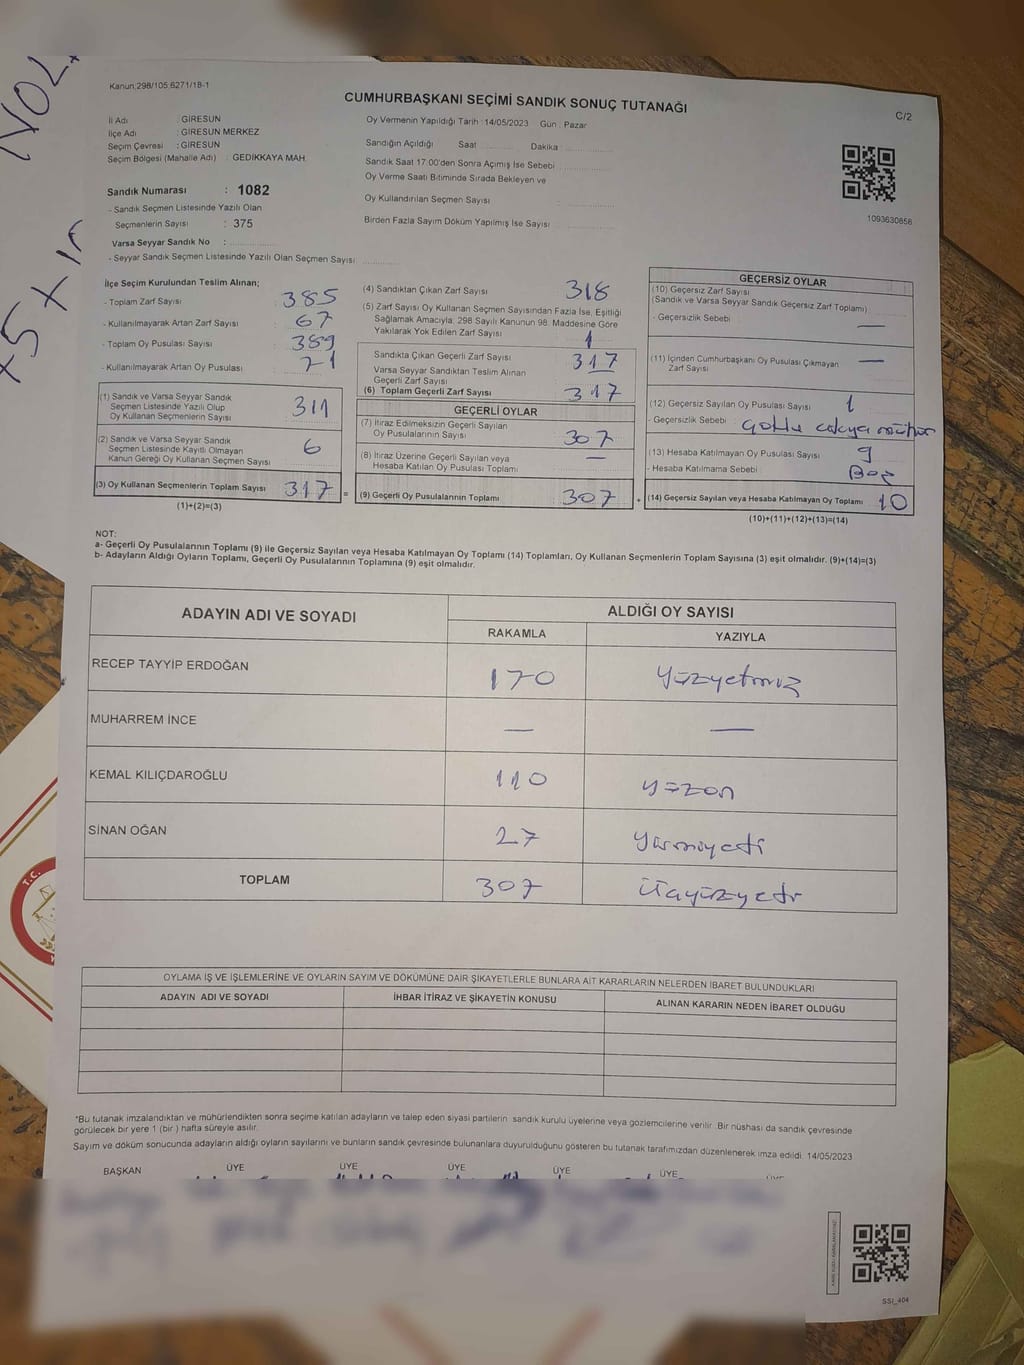 Kanun:298/105.6271/18-1
CUMHURBAŞKANI SEÇİMİ SANDIK SONUÇ TUTANAĞI
C/2
İl Adı : GİRESUN
İlçe Adı : GİRESUN MERKEZ
Seçim Çevresi : GİRESUN
Seçim Bölgesi (Mahalle Adı) : GEDİKKAYA MAH.
Sandık Numarası : 1082
- Sandık Seçmen Listesinde Yazılı Olan
Seçmenlerin Sayısı : 375
Varsa Seyyar Sandık No :
- Seyyar Sandık Seçmen Listesinde Yazılı Olan Seçmen Sayısı:
Oy Vermenin Yapıldığı Tarih :14/05/2023 Gün : Pazar
Sandığın Açıldığı Saat Dakika :
Sandık Saat 17:00'den Sonra Açımış İse Sebebi
Oy Verme Saati Bitiminde Sırada Bekleyen ve
Oy Kullandırılan Seçmen Sayısı :
Birden Fazla Sayım Döküm Yapılmış İse Sayısı :
1093630858
İlçe Seçim Kurulundan Teslim Alınan;
- Toplam Zarf Sayısı 385
- Kullanılmayarak Artan Zarf Sayısı 67
- Toplam Oy Pusulası Sayısı 389
- Kullanılmayarak Artan Oy Pusulası 71
(1) Sandık ve Varsa Seyyar Sandık
Seçmen Listesinde Yazılı Olup
Oy Kullanan Seçmenlerin Sayısı 311
(2) Sandık ve Varsa Seyyar Sandık
Seçmen Listesinde Kayıtlı Olmayan
Kanun Gereği Oy Kullanan Seçmen Sayısı 6
(3) Oy Kullanan Seçmenlerin Toplam Sayısı 317 =
(1)+(2)=(3)
(4) Sandıktan Çıkan Zarf Sayısı 318
(5) Zarf Sayısı Oy Kullanan Seçmen Sayısından Fazla İse, Eşitliği
Sağlamak Amacıyla, 298 Sayılı Kanunun 98. Maddesine Göre
Yakılarak Yok Edilen Zarf Sayısı 1
Sandıkta Çıkan Geçerli Zarf Sayısı 317
Varsa Seyyar Sandıktan Teslim Alınan
Geçerli Zarf Sayısı —
(6) Toplam Geçerli Zarf Sayısı 317
GEÇERLİ OYLAR
(7) İtiraz Edilmeksizin Geçerli Sayılan
Oy Pusulalarının Sayısı 307
(8) İtiraz Üzerine Geçerli Sayılan veya
Hesaba Katılan Oy Pusulası Toplamı —
(9) Geçerli Oy Pusulalarının Toplamı 307 +
GEÇERSİZ OYLAR
(10) Geçersiz Zarf Sayısı
(Sandık ve Varsa Seyyar Sandık Geçersiz Zarf Toplamı)
- Geçersizlik Sebebi —
(11) İçinden Cumhurbaşkanı Oy Pusulası Çıkmayan
Zarf Sayısı —
(12) Geçersiz Sayılan Oy Pusulası Sayısı 1
- Geçersizlik Sebebi
(13) Hesaba Katılmayan Oy Pusulası Sayısı 9
- Hesaba Katılmama Sebebi Boş
(14) Geçersiz Sayılan veya Hesaba Katılmayan Oy Toplamı 10
(10)+(11)+(12)+(13)=(14)
NOT:
a- Geçerli Oy Pusulalarının Toplamı (9) ile Geçersiz Sayılan veya Hesaba Katılmayan Oy Toplamı (14) Toplamları, Oy Kullanan Seçmenlerin Toplam Sayısına (3) eşit olmalıdır. (9)+(14)=(3)
b- Adayların Aldığı Oyların Toplamı, Geçerli Oy Pusulalarının Toplamına (9) eşit olmalıdır.
ADAYIN ADI VE SOYADI ALDIĞI OY SAYISI
RAKAMLA YAZIYLA
RECEP TAYYİP ERDOĞAN 170 yüzyetmiş
MUHARREM İNCE — —
KEMAL KILIÇDAROĞLU 110 yüzon
SİNAN OĞAN 27 yirmiyedi
TOPLAM 307 üçyüzyedi
OYLAMA İŞ VE İŞLEMLERİNE VE OYLARIN SAYIM VE DÖKÜMÜNE DAİR ŞİKAYETLERLE BUNLARA AİT KARARLARIN NELERDEN İBARET BULUNDUKLARI
ADAYIN ADI VE SOYADI İHBAR İTİRAZ VE ŞİKAYETİN KONUSU ALINAN KARARIN NEDEN İBARET OLDUĞU
*Bu tutanak imzalandıktan ve mühürlendikten sonra seçime katılan adayların ve talep eden siyasi partilerin sandık kurulu üyelerine veya gözlemcilerine verilir. Bir nüshası da sandık çevresinde
görülecek bir yere 1 (bir ) hafta süreyle asılır.
Sayım ve döküm sonucunda adayların aldığı oyların sayılarını ve bunların sandık çevresinde bulunanlara duyurulduğunu gösteren bu tutanak tarafımızdan düzenlenerek imza edildi. 14/05/2023
BAŞKAN ÜYE ÜYE ÜYE ÜYE ÜYE ÜYE
SSI_404
T.C.